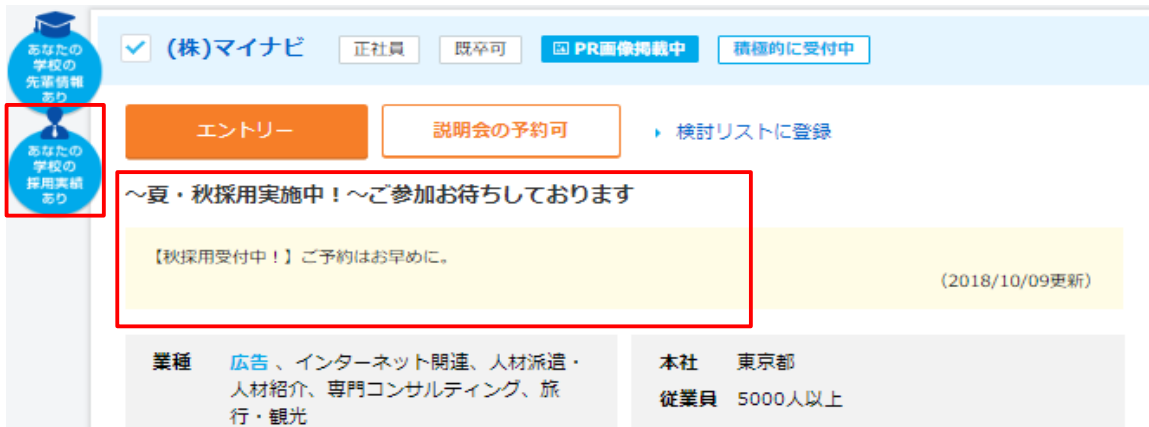 あなたの
学校の
先輩情報
あり
あなたの
学校の
採用実績
あり
(株)マイナビ 正社員 既卒可 PR画像掲載中 積極的に受付中
エントリー 説明会の予約可 検討リストに登録
～夏・秋採用実施中！～ご参加お待ちしております
【秋採用受付中！】ご予約はお早めに。
（2018/10/09更新）
業種 広告 、インターネット関連、人材派遣・
人材紹介、専門コンサルティング、旅
行・観光
本社 東京都
従業員 5000人以上